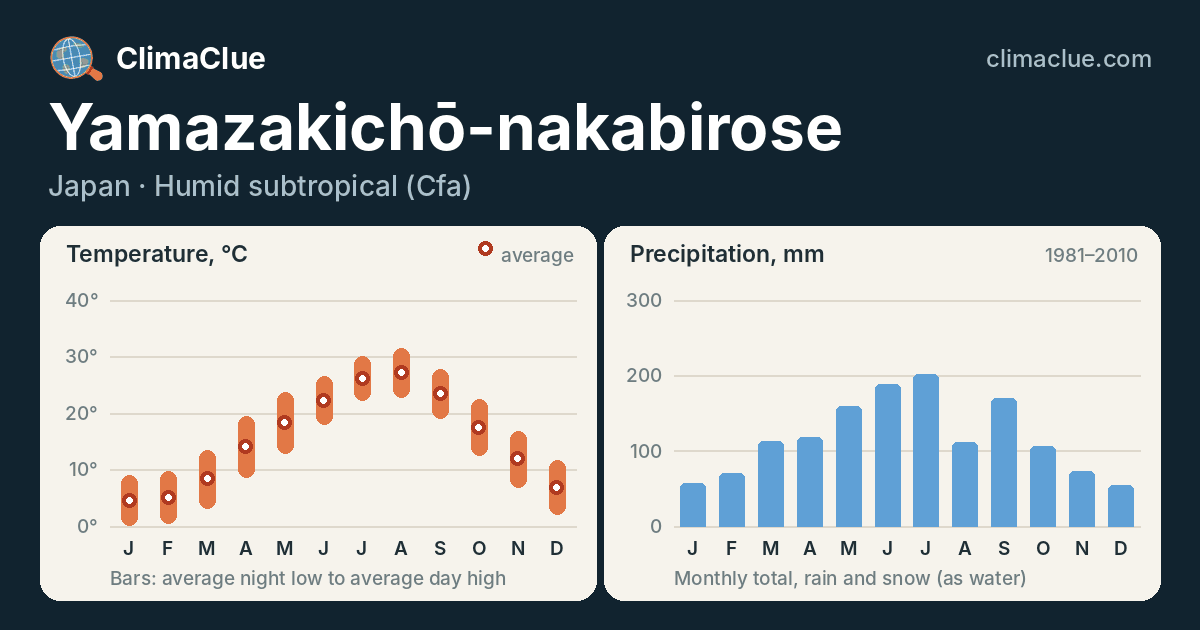 ClimaClue
climaclue.com
Yamazakichō-nakabirose
Japan · Humid subtropical (Cfa)
Temperature, °C
average
40°
30°
20°
10°
0°
J F M A M J J A S O N D
Bars: average night low to average day high
Precipitation, mm
1981–2010
300
200
100
0
J F M A M J J A S O N D
Monthly total, rain and snow (as water)